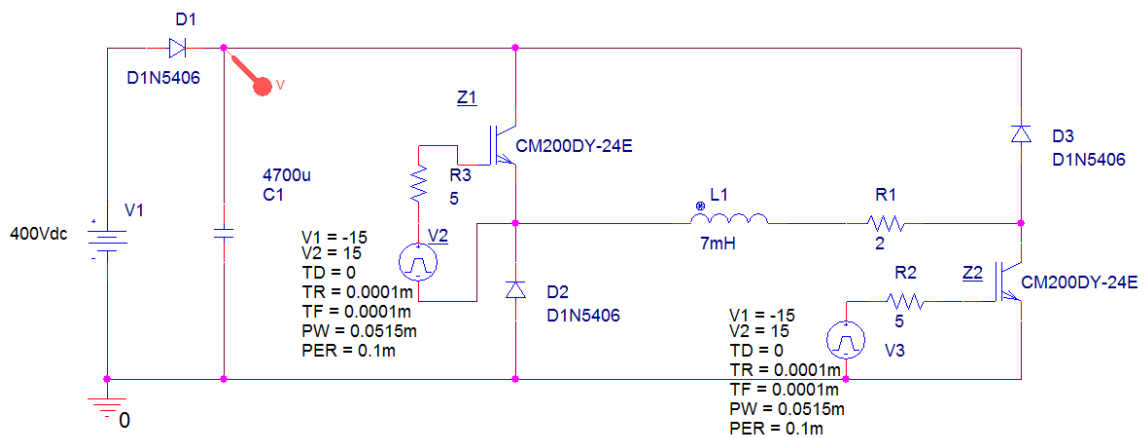 D1
D1N5406
V
Z1
CM200DY-24E
D3
D1N5406
4700u
C1
R3
5
V1
400Vdc
L1
7mH
R1
2
V2
V1 = -15
V2 = 15
TD = 0
TR = 0.0001m
TF = 0.0001m
PW = 0.0515m
PER = 0.1m
D2
D1N5406
R2
5
Z2
CM200DY-24E
V3
V1 = -15
V2 = 15
TD = 0
TR = 0.0001m
TF = 0.0001m
PW = 0.0515m
PER = 0.1m
0